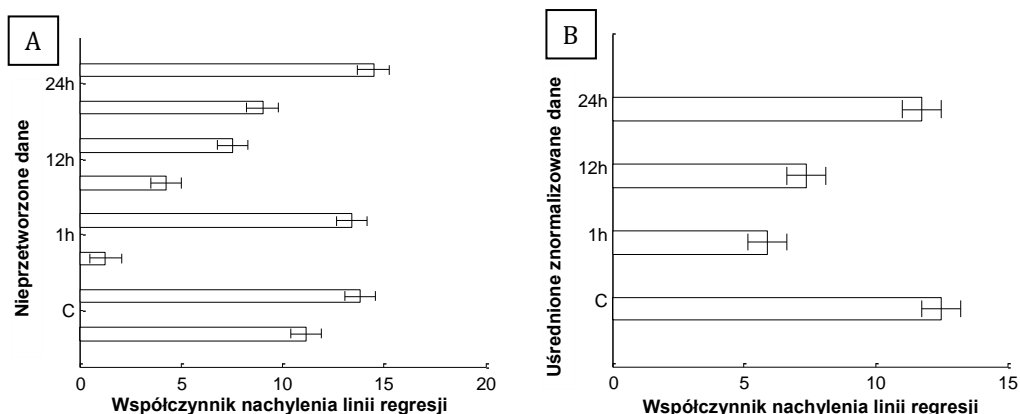 A
Nieprzetworzone dane
24h
12h
1h
C
0 5 10 15 20
Współczynnik nachylenia linii regresji
B
Uśrednione znormalizowane dane
24h
12h
1h
C
0 5 10 15
Współczynnik nachylenia linii regresji